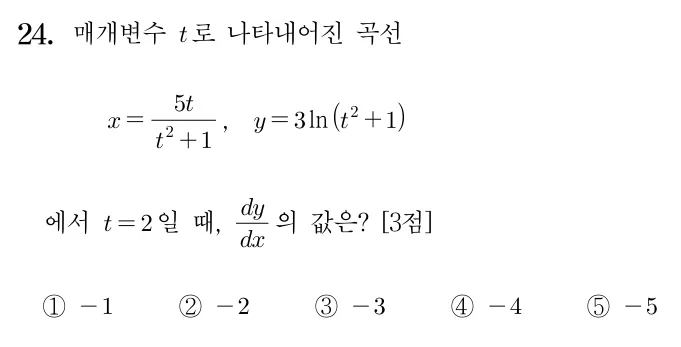 24. 매개변수 t로 나타내어진 곡선
x = 5t / (t² + 1), y = 3 ln(t² + 1)
에서 t = 2일 때, dy/dx의 값은? [3점]
① −1 ② −2 ③ −3 ④ −4 ⑤ −5